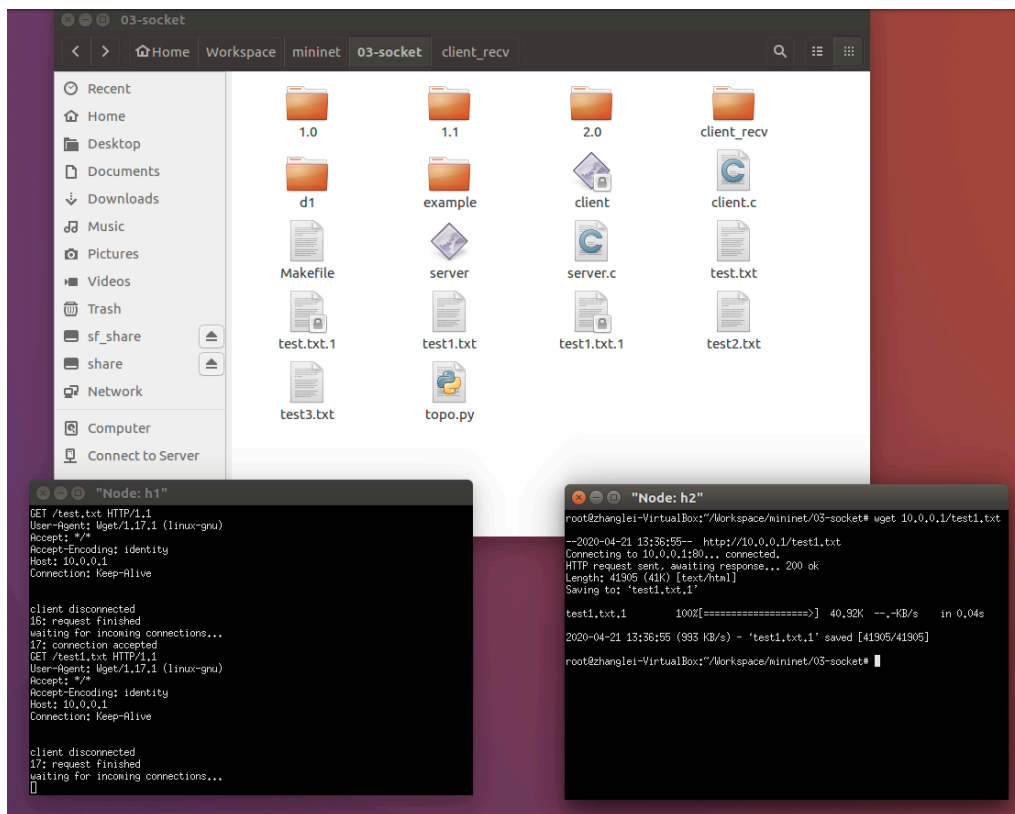 03-socket
Home Workspace mininet 03-socket client_recv
Recent
Home
Desktop
Documents
Downloads
Music
Pictures
Videos
Trash
sf_share
share
Network
Computer
Connect to Server
1.0 1.1 2.0 client_recv
d1 example client client.c
Makefile server server.c test.txt
test.txt.1 test1.txt test1.txt.1 test2.txt
test3.txt topo.py
"Node: h1"
GET /test.txt HTTP/1.1
User-Agent: Wget/1.17.1 (linux-gnu)
Accept: */*
Accept-Encoding: identity
Host: 10.0.0.1
Connection: Keep-Alive
client disconnected
16: request finished
waiting for incoming connections...
17: connection accepted
GET /test1.txt HTTP/1.1
User-Agent: Wget/1.17.1 (linux-gnu)
Accept: */*
Accept-Encoding: identity
Host: 10.0.0.1
Connection: Keep-Alive
client disconnected
17: request finished
waiting for incoming connections...
"Node: h2"
root@zhanglei-VirtualBox:~/Workspace/mininet/03-socket# wget 10.0.0.1/test1.txt
--2020-04-21 13:36:55-- http://10.0.0.1/test1.txt
Connecting to 10.0.0.1:80... connected.
HTTP request sent, awaiting response... 200 ok
Length: 41905 (41K) [text/html]
Saving to: ‘test1.txt.1’
test1.txt.1 100%[===================>] 40.92K --.-KB/s in 0.04s
2020-04-21 13:36:55 (993 KB/s) - ‘test1.txt.1’ saved [41905/41905]
root@zhanglei-VirtualBox:~/Workspace/mininet/03-socket#